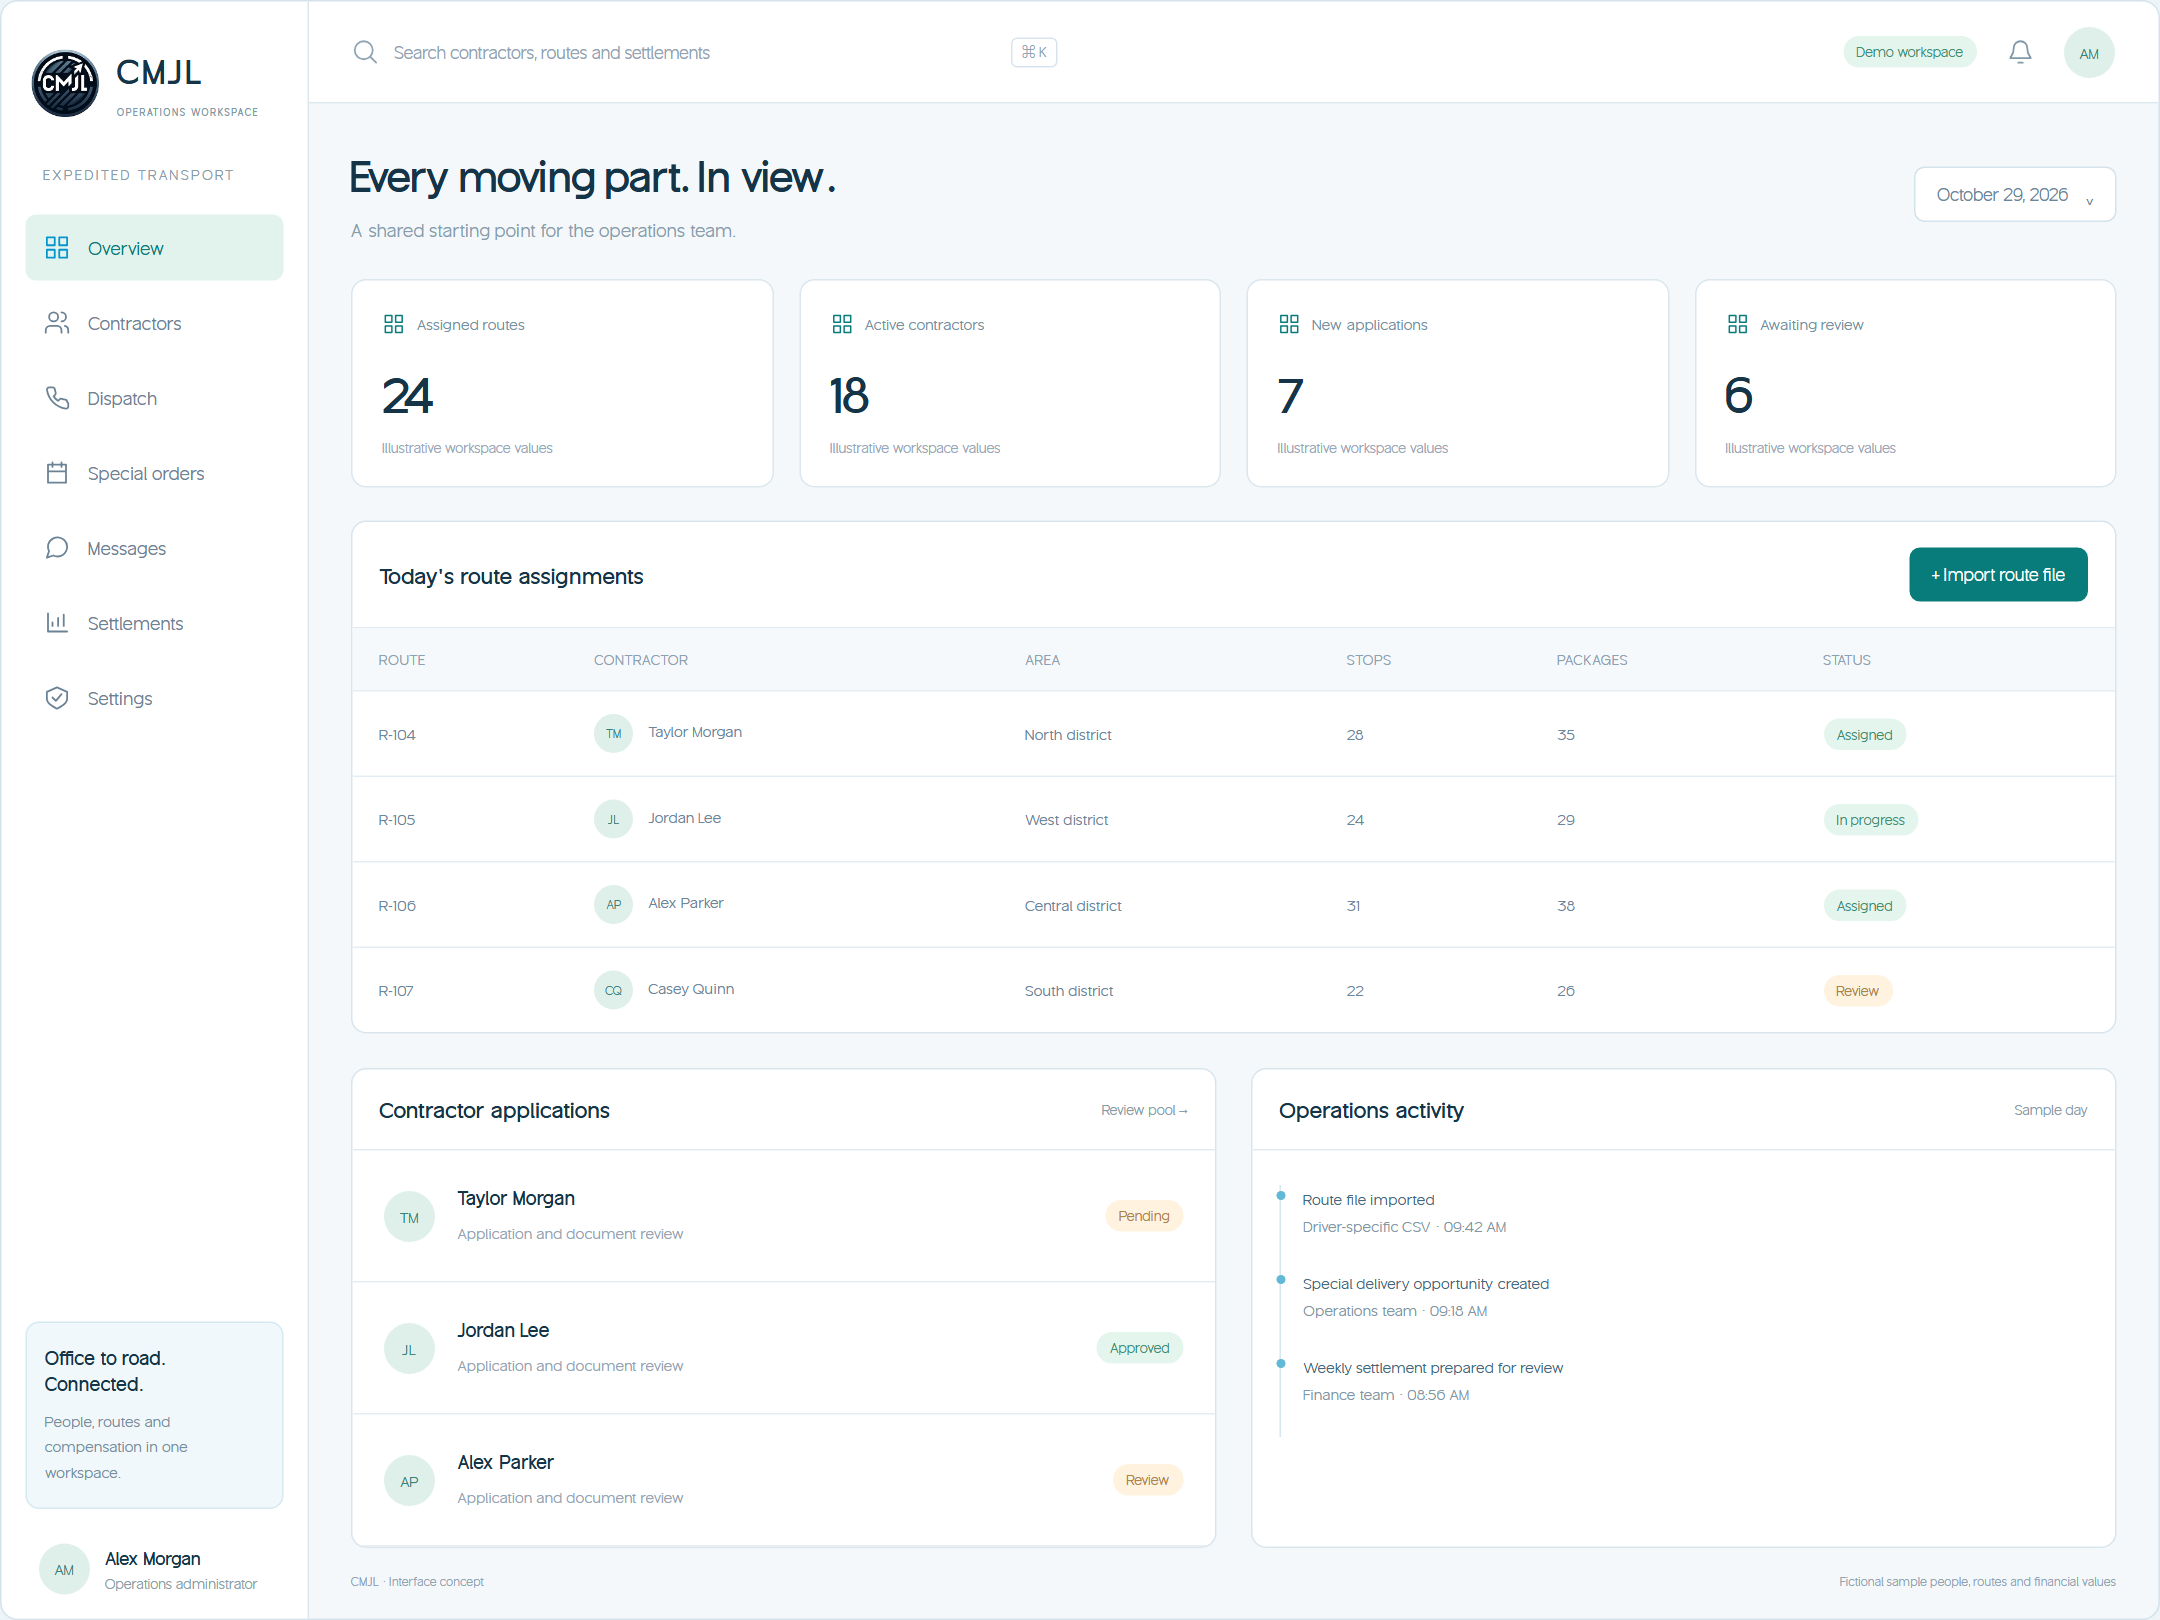 CMJL
CMJL
OPERATIONS WORKSPACE
EXPEDITED TRANSPORT
Overview
Contractors
Dispatch
Special orders
Messages
Settlements
Settings
Office to road.
Connected.
People, routes and
compensation in one
workspace.
AM
Alex Morgan
Operations administrator
Search contractors, routes and settlements
⌘ K
Demo workspace
AM
Every moving part. In view.
A shared starting point for the operations team.
October 29, 2026 v
Assigned routes
24
Illustrative workspace values
Active contractors
18
Illustrative workspace values
New applications
7
Illustrative workspace values
Awaiting review
6
Illustrative workspace values
Today's route assignments
+ Import route file
ROUTE CONTRACTOR AREA STOPS PACKAGES STATUS
R-104 TM Taylor Morgan North district 28 35 Assigned
R-105 JL Jordan Lee West district 24 29 In progress
R-106 AP Alex Parker Central district 31 38 Assigned
R-107 CQ Casey Quinn South district 22 26 Review
Contractor applications
Review pool →
TM
Taylor Morgan
Application and document review
Pending
JL
Jordan Lee
Application and document review
Approved
AP
Alex Parker
Application and document review
Review
Operations activity
Sample day
Route file imported
Driver-specific CSV · 09:42 AM
Special delivery opportunity created
Operations team · 09:18 AM
Weekly settlement prepared for review
Finance team · 08:56 AM
CMJL · Interface concept
Fictional sample people, routes and financial values